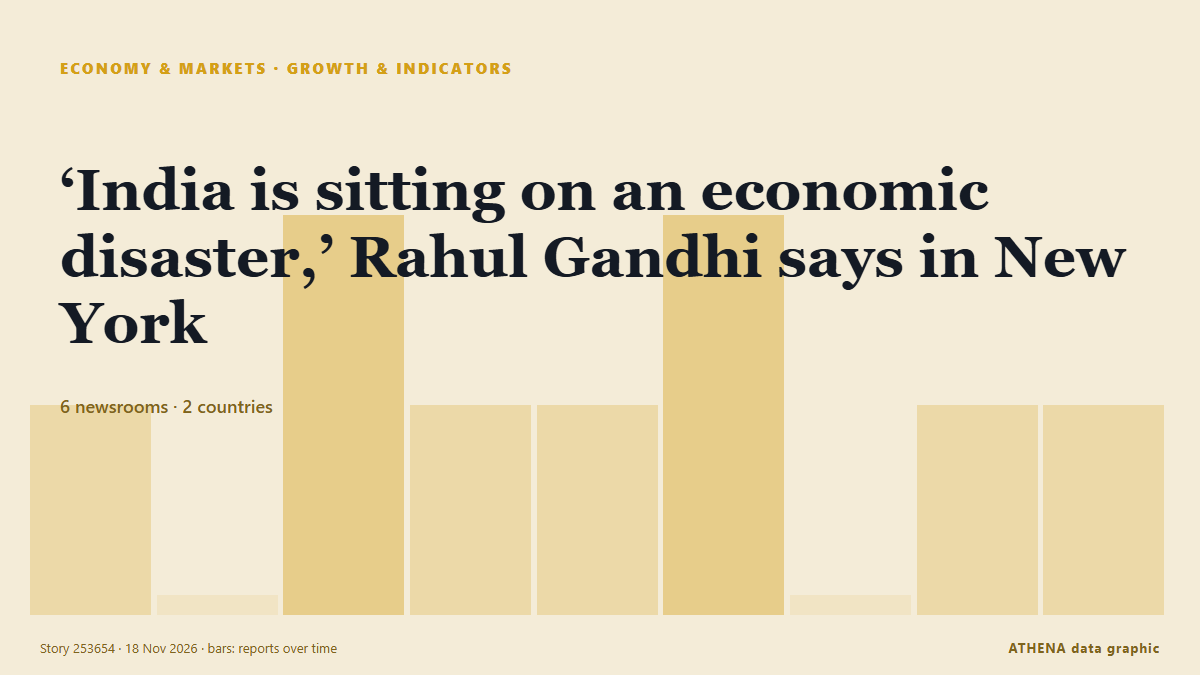 ECONOMY & MARKETS · GROWTH & INDICATORS
‘India is sitting on an economic
disaster,’ Rahul Gandhi says in New
York
6 newsrooms · 2 countries
Story 253654 · 18 Nov 2026 · bars: reports over time
ATHENA data graphic